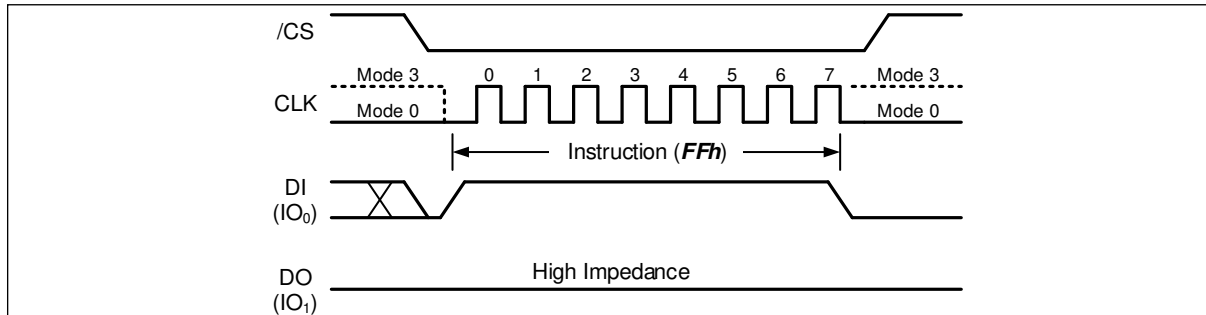 /CS
Mode 3 0 1 2 3 4 5 6 7 Mode 3
CLK
Mode 0 Mode 0
Instruction (FFh)
DI
(IO₀)
High Impedance
DO
(IO₁)